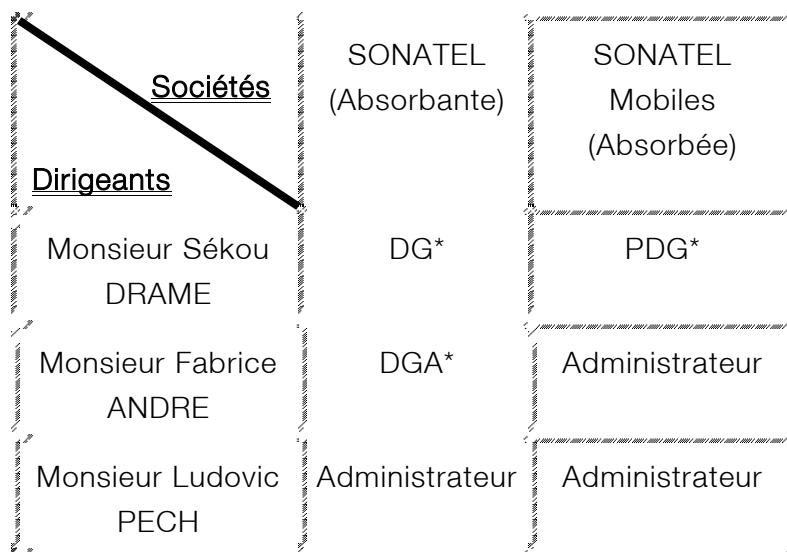 Sociétés
Dirigeants
SONATEL
(Absorbante)
SONATEL
Mobiles
(Absorbée)
Monsieur Sékou
DRAME
DG*
PDG*
Monsieur Fabrice
ANDRE
DGA*
Administrateur
Monsieur Ludovic
PECH
Administrateur
Administrateur